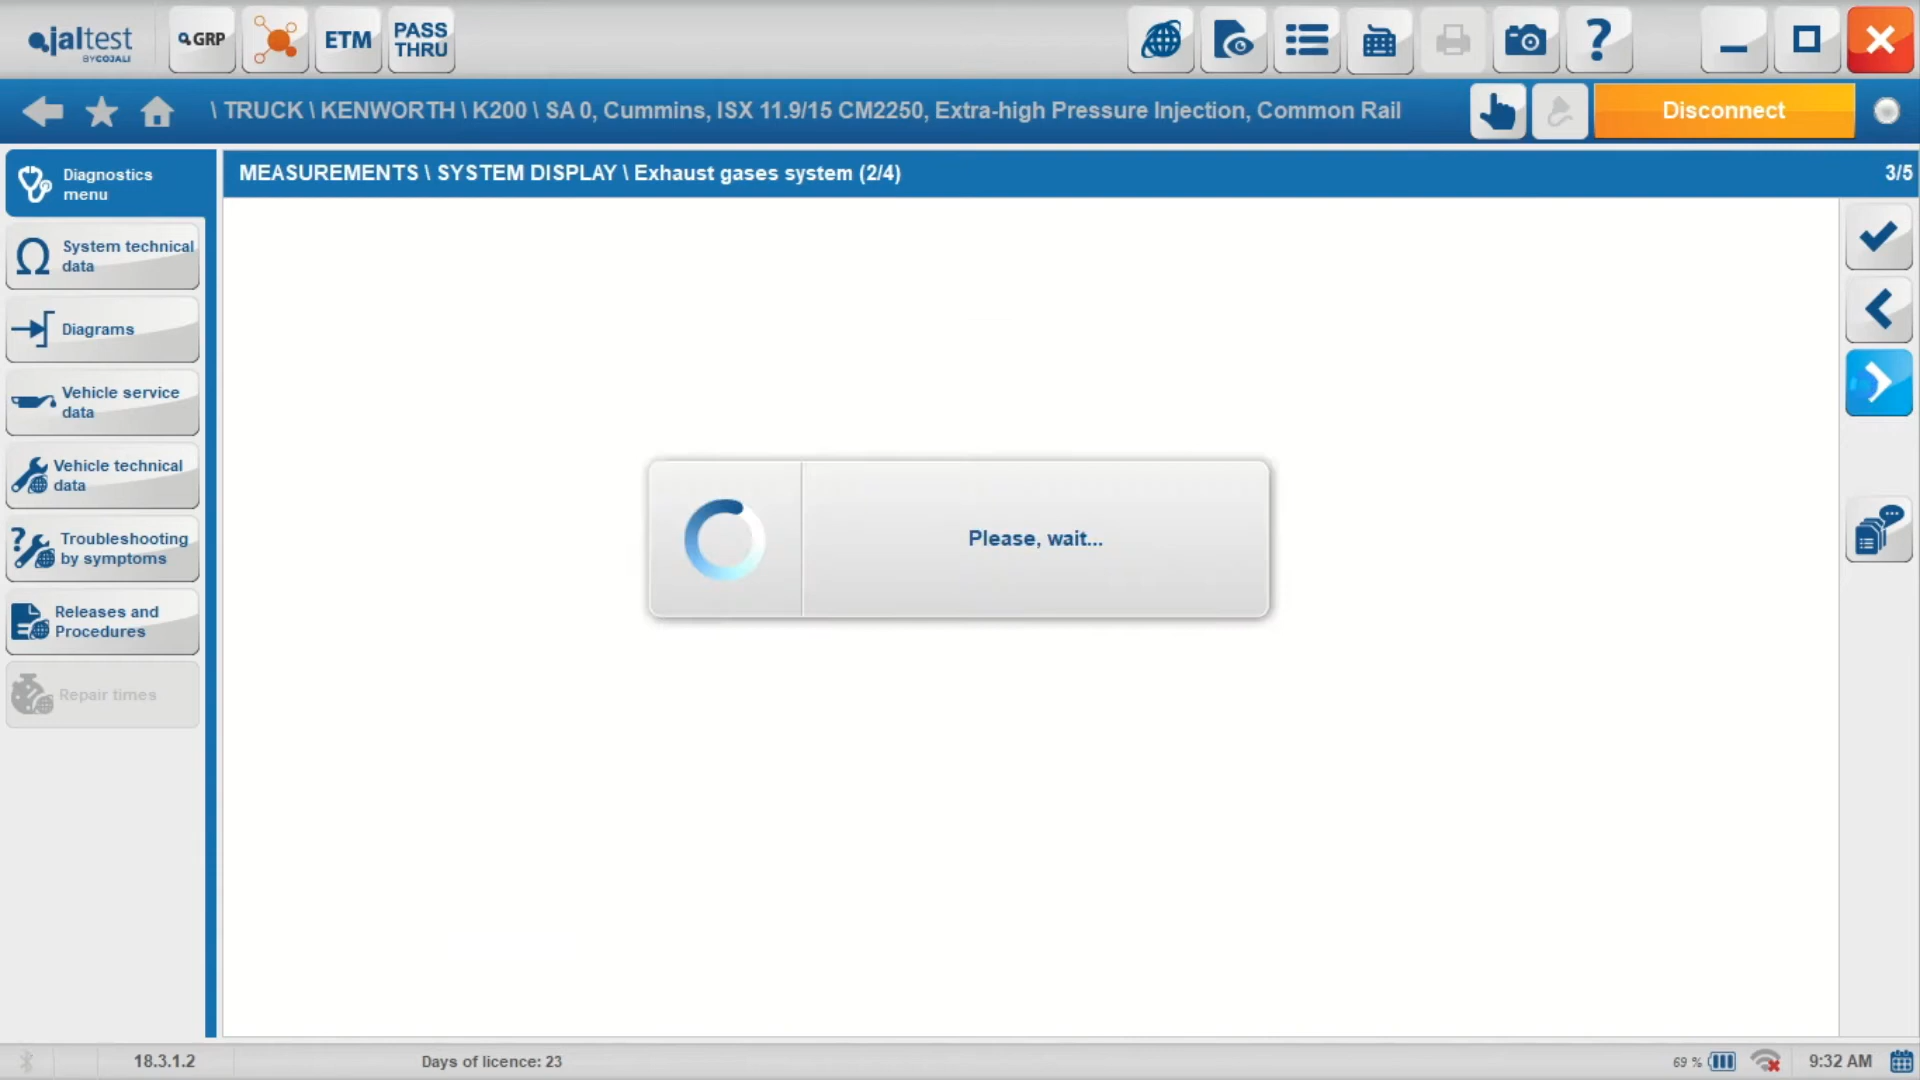 jaltest
BY COJALI
GRP
ETM
PASS
THRU
?
\ TRUCK \ KENWORTH \ K200 \ SA 0, Cummins, ISX 11.9/15 CM2250, Extra-high Pressure Injection, Common Rail
Disconnect
Diagnostics
menu
MEASUREMENTS \ SYSTEM DISPLAY \ Exhaust gases system (2/4)
3/5
System technical
data
Diagrams
Vehicle service
data
Vehicle technical
data
Troubleshooting
by symptoms
Releases and
Procedures
Repair times
Please, wait...
18.3.1.2
Days of licence: 23
69 %
9:32 AM